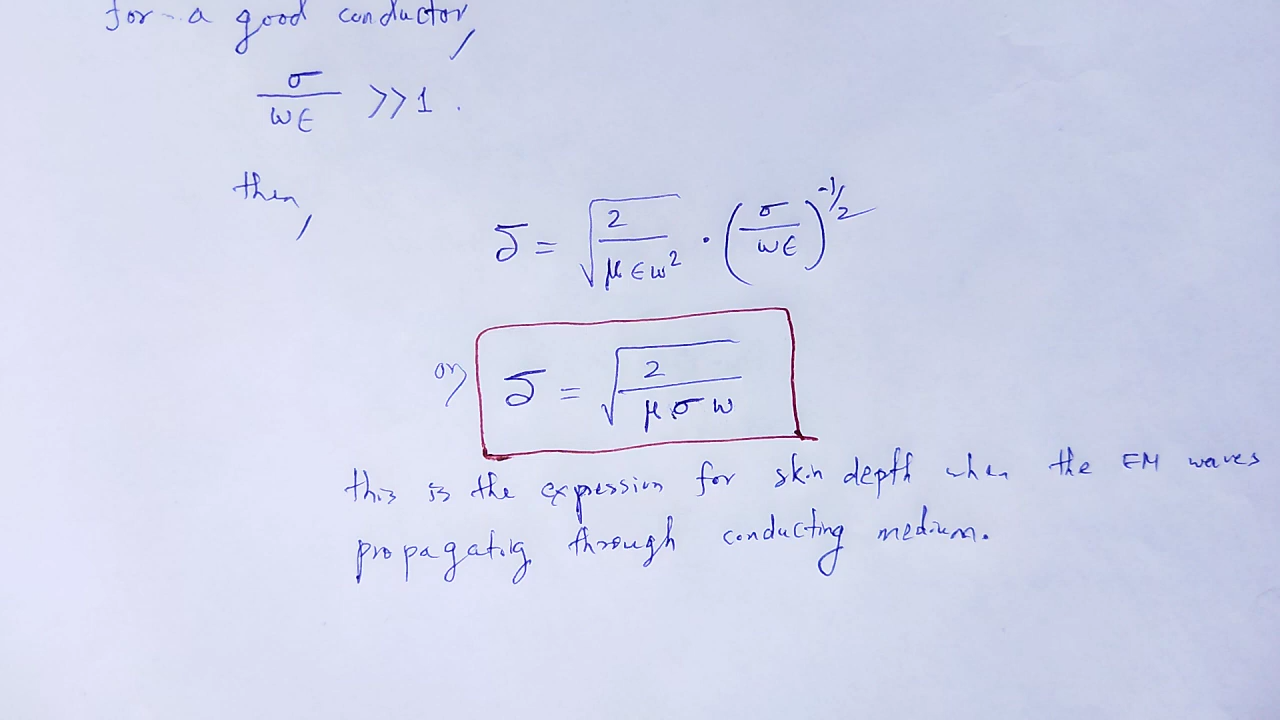 for a good conductor,
σ/ωϵ >> 1.
then,
δ = √(2/μϵω²) · (σ/ωϵ)^(-1/2)
or, δ = √(2/μσω)
this is the expression for skin depth when the EM waves
propagating through conducting medium.